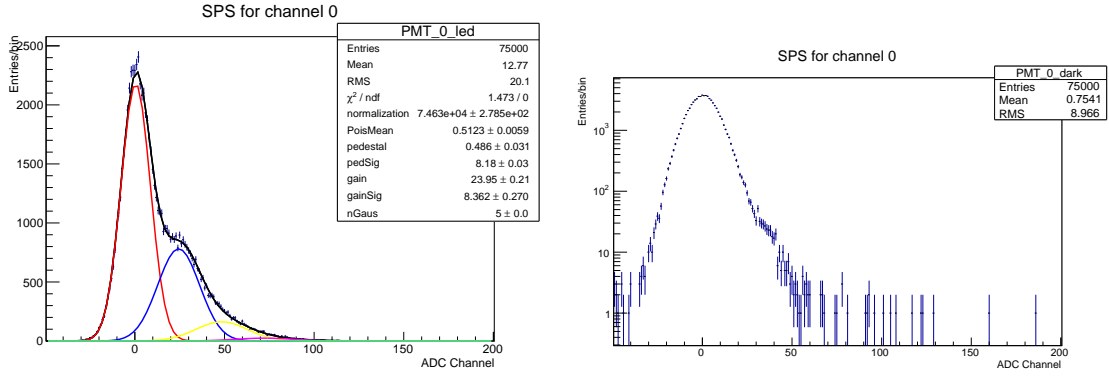 SPS for channel 0
Entries/bin
PMT_0_led
Entries 75000
Mean 12.77
RMS 20.1
χ² / ndf 1.473 / 0
normalization 7.463e+04 ± 2.785e+02
PoisMean 0.5123 ± 0.0059
pedestal 0.486 ± 0.031
pedSig 8.18 ± 0.03
gain 23.95 ± 0.21
gainSig 8.362 ± 0.270
nGaus 5 ± 0.0
2500
2000
1500
1000
500
0
0 50 100 150 200
ADC Channel
SPS for channel 0
Entries/bin
PMT_0_dark
Entries 75000
Mean 0.7541
RMS 8.966
10³
10²
10
1
0 50 100 150 200
ADC Channel